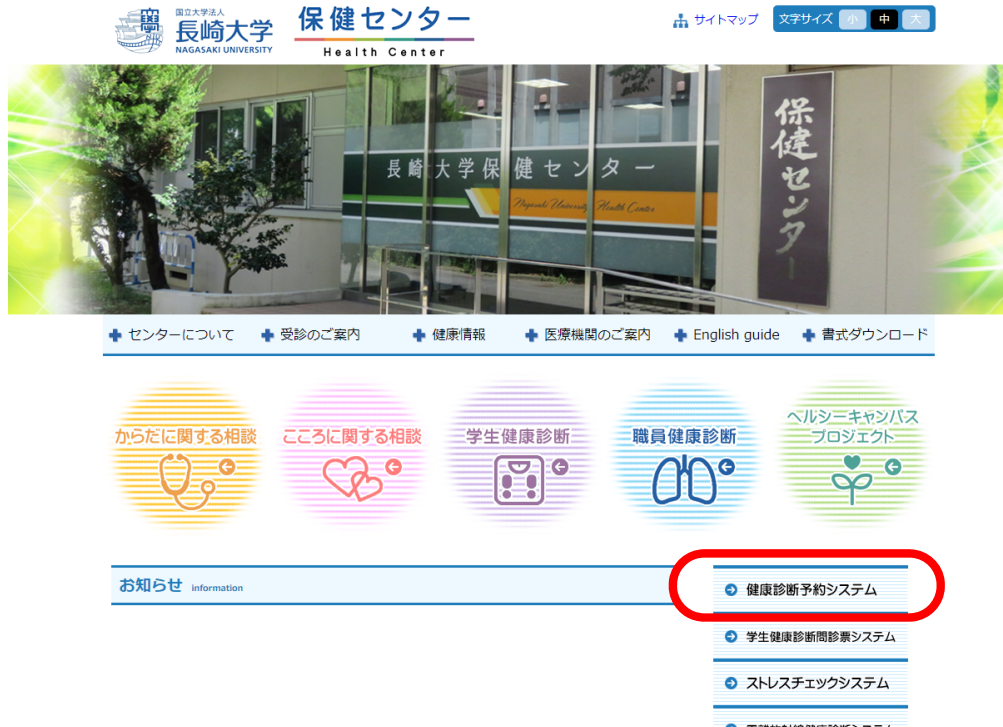 国立大学法人
長崎大学
NAGASAKI UNIVERSITY
保健センター
Health Center
サイトマップ
文字サイズ 小 中 大
長崎大学保健センター
Nagasaki University Health Center
保健センター
センターについて
受診のご案内
健康情報
医療機関のご案内
English guide
書式ダウンロード
からだに関する相談
こころに関する相談
学生健康診断
職員健康診断
ヘルシーキャンパス
プロジェクト
お知らせ information
健康診断予約システム
学生健康診断問診票システム
ストレスチェックシステム